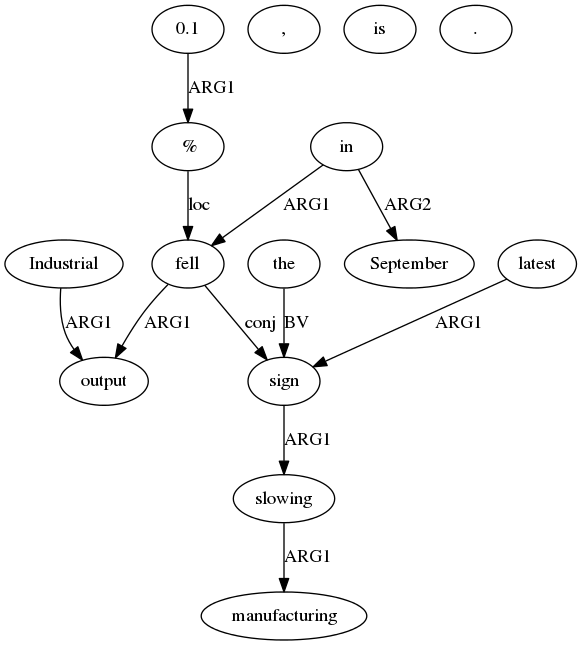 0.1 , is .
ARG1
% in
loc ARG1 ARG2
Industrial fell the September latest
ARG1 ARG1 conj BV ARG1
output sign
ARG1
slowing
ARG1
manufacturing